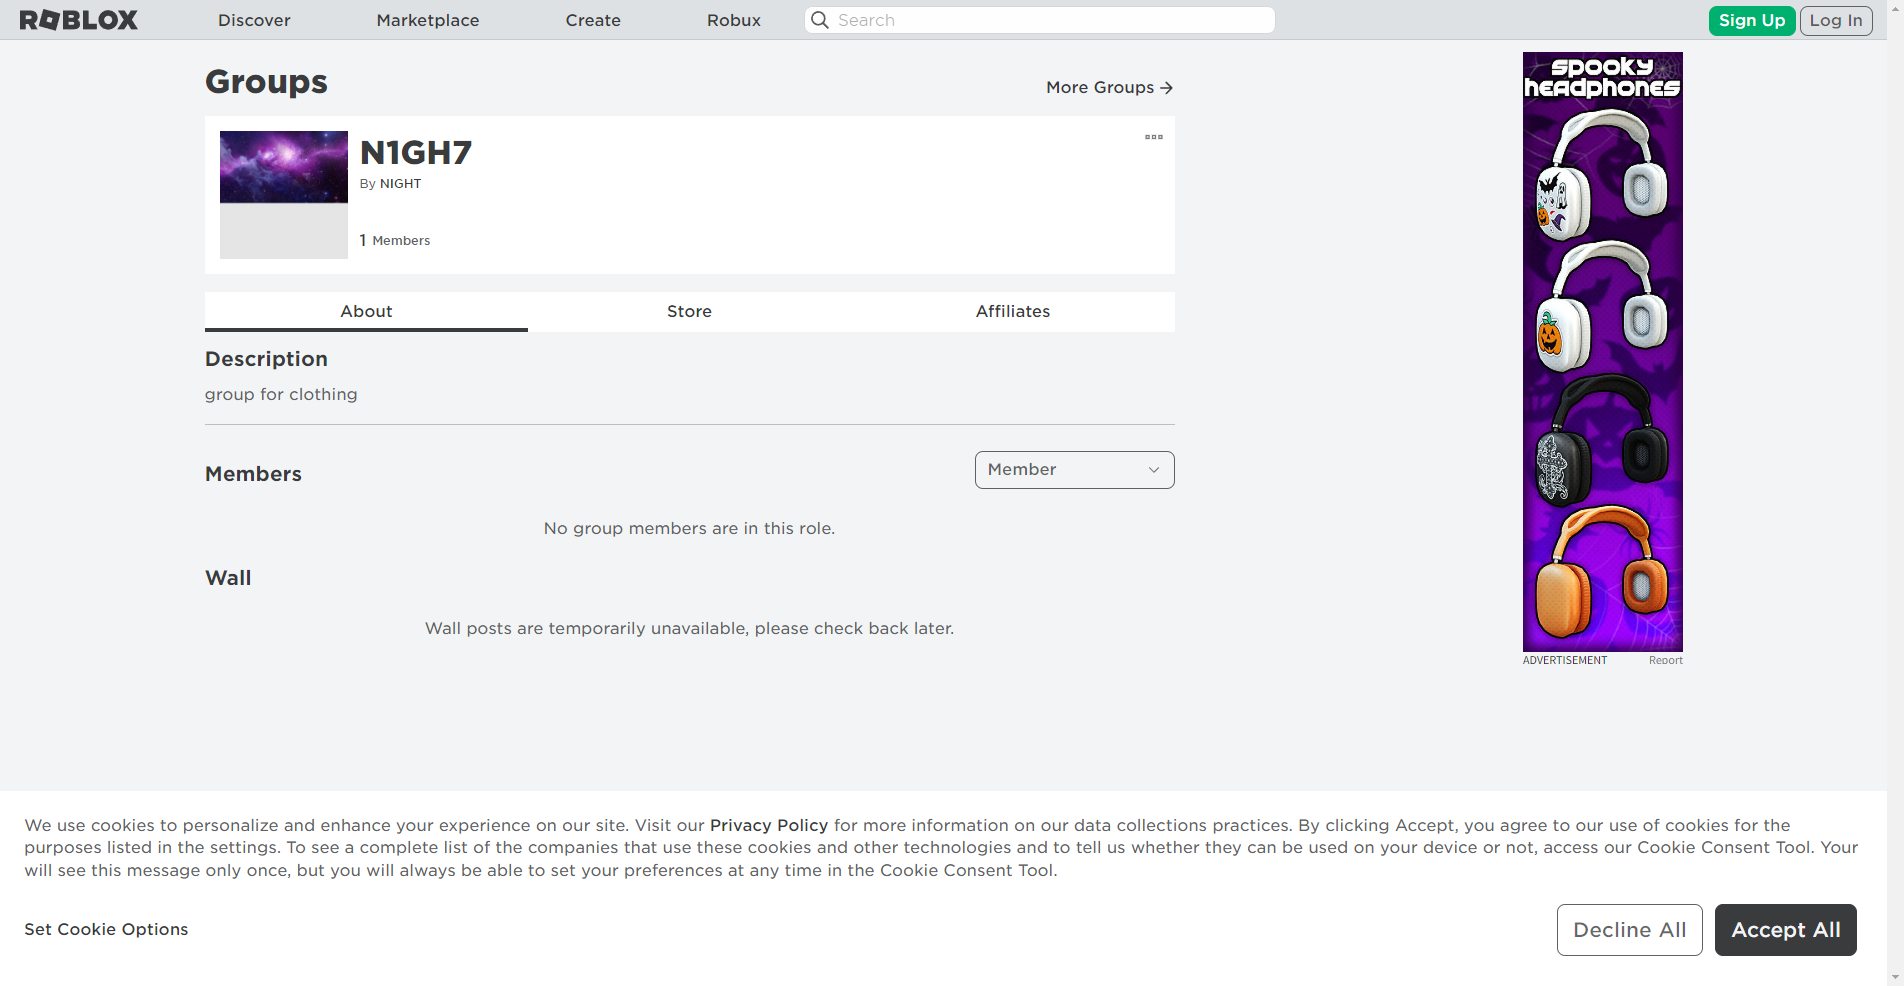 ROBLOX
Discover
Marketplace
Create
Robux
Search
Sign Up
Log In
Groups
More Groups
N1GH7
By NIGHT
1 Members
About
Store
Affiliates
Description
group for clothing
Members
Member
No group members are in this role.
Wall
Wall posts are temporarily unavailable, please check back later.
spooky
headphones
ADVERTISEMENT
Report
We use cookies to personalize and enhance your experience on our site. Visit our Privacy Policy for more information on our data collections practices. By clicking Accept, you agree to our use of cookies for the
purposes listed in the settings. To see a complete list of the companies that use these cookies and other technologies and to tell us whether they can be used on your device or not, access our Cookie Consent Tool. Your
will see this message only once, but you will always be able to set your preferences at any time in the Cookie Consent Tool.
Set Cookie Options
Decline All
Accept All